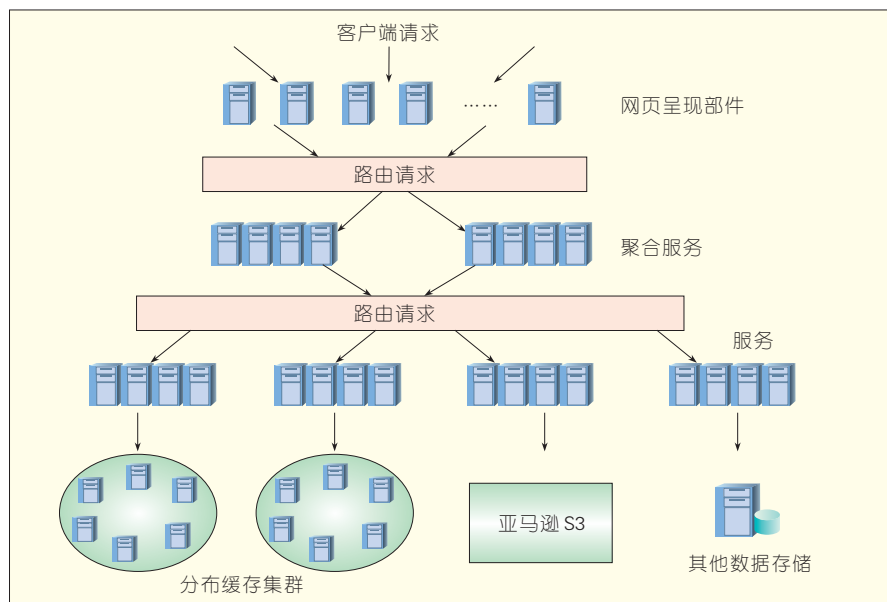 客户端请求
……
网页呈现部件
路由请求
聚合服务
路由请求
服务
亚马逊 S3
其他数据存储
分布缓存集群